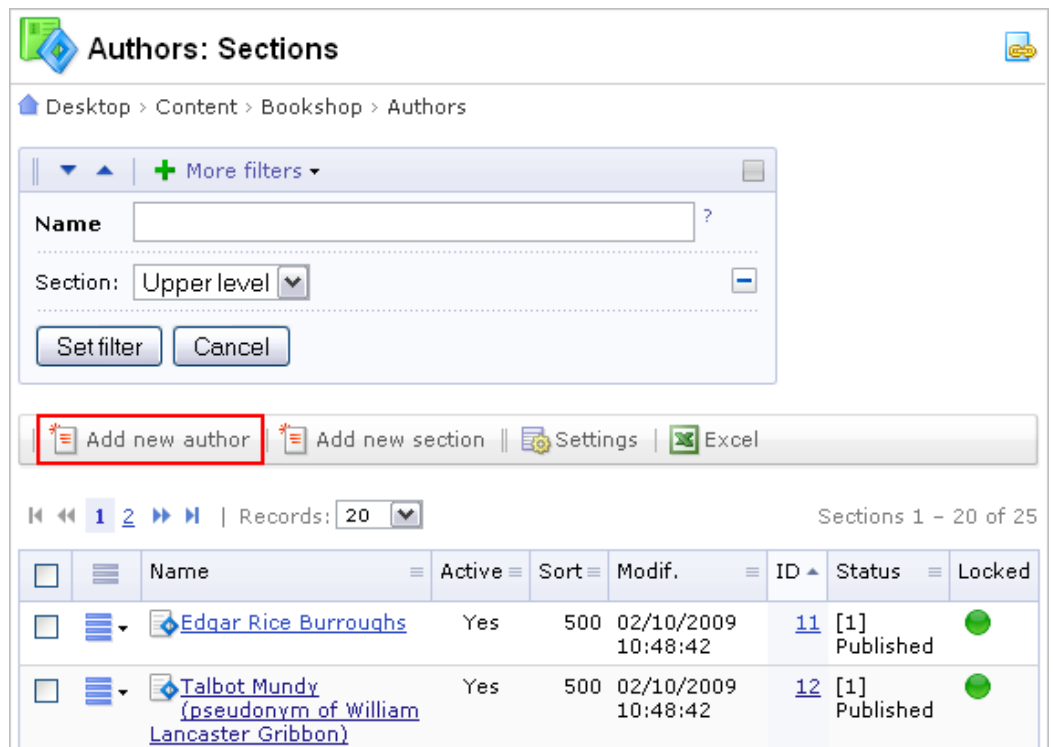 Authors: Sections
Desktop > Content > Bookshop > Authors
More filters
Name ?
Section: Upper level
Set filter Cancel
Add new author | Add new section || Settings | Excel
1 2 | Records: 20 Sections 1 – 20 of 25
Name Active Sort Modif. ID Status Locked
Edgar Rice Burroughs Yes 500 02/10/2009 11 [1]
10:48:42 Published
Talbot Mundy Yes 500 02/10/2009 12 [1]
(pseudonym of William 10:48:42 Published
Lancaster Gribbon)